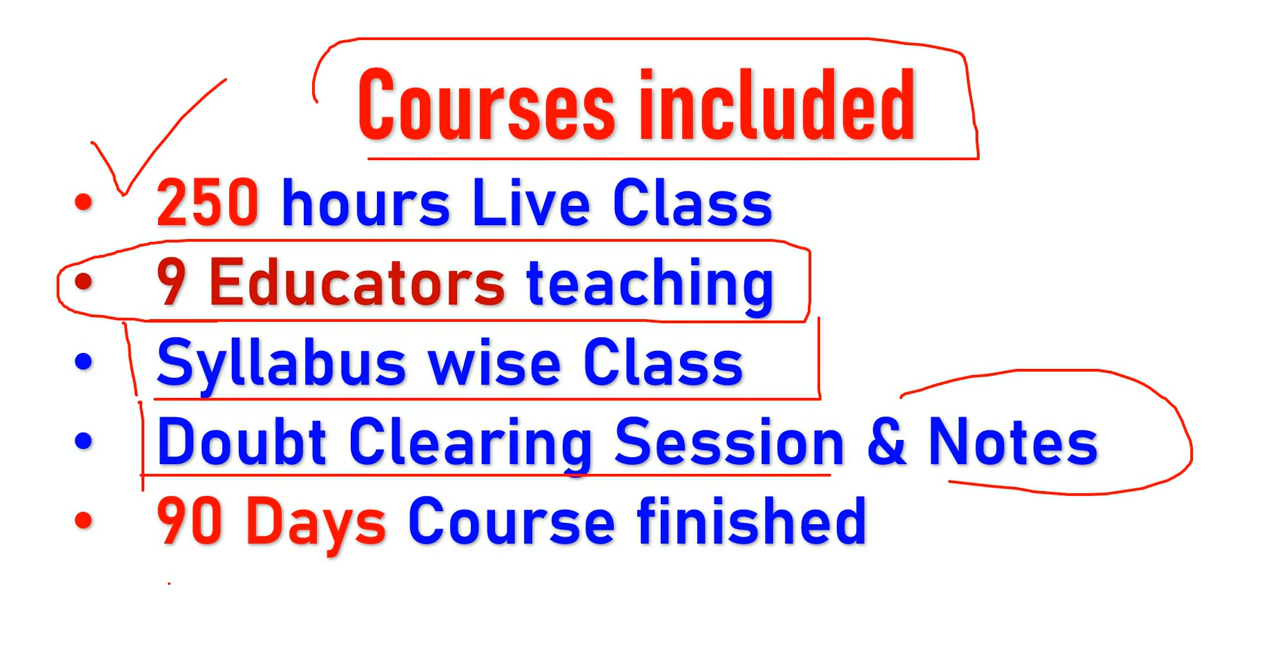 Courses included
• 250 hours Live Class
• 9 Educators teaching
• Syllabus wise Class
• Doubt Clearing Session & Notes
• 90 Days Course finished